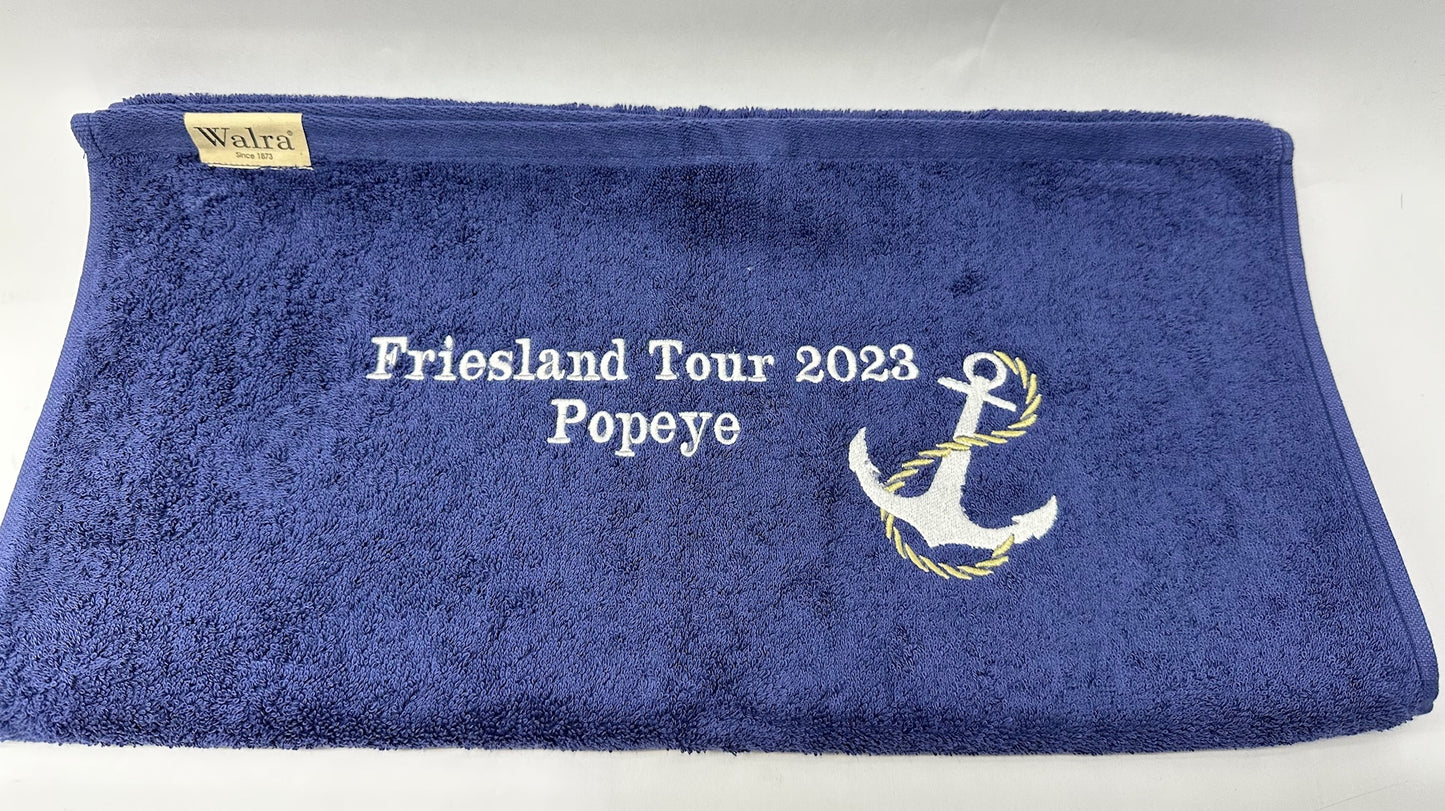 Walra®
Since 1873
Friesland Tour 2023
Popeye